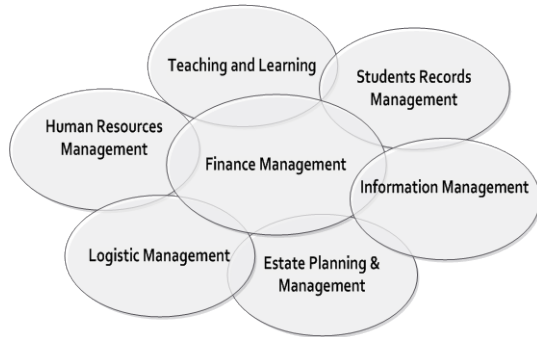 Teaching and Learning
Students Records
Management
Human Resources
Management
Finance Management
Information Management
Logistic Management
Estate Planning &
Management